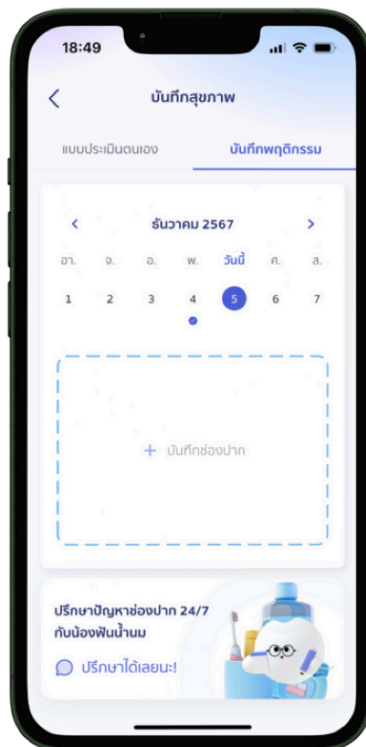 18:49
บันทึกสุขภาพ
แบบประเมินตนเอง บันทึกพฤติกรรม
ธันวาคม 2567
อา. จ. อ. พ. วันนี้ ศ. ส.
1 2 3 4 5 6 7
+ บันทึกช่องปาก
ปรึกษาปัญหาช่องปาก 24/7
กับน้องฟันน้ำนม
ปรึกษาได้เลยนะ!